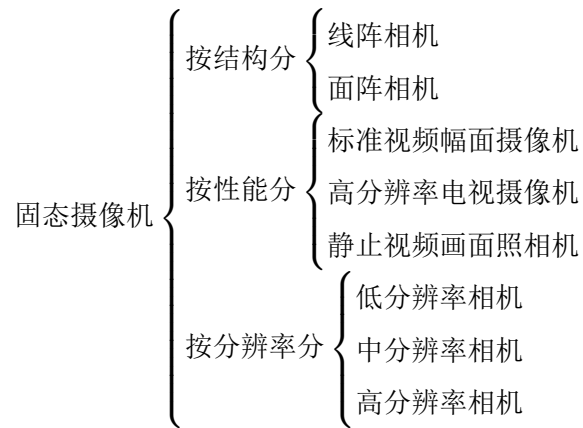 固态摄像机
按结构分
线阵相机
面阵相机
按性能分
标准视频幅面摄像机
高分辨率电视摄像机
静止视频画面照相机
按分辨率分
低分辨率相机
中分辨率相机
高分辨率相机